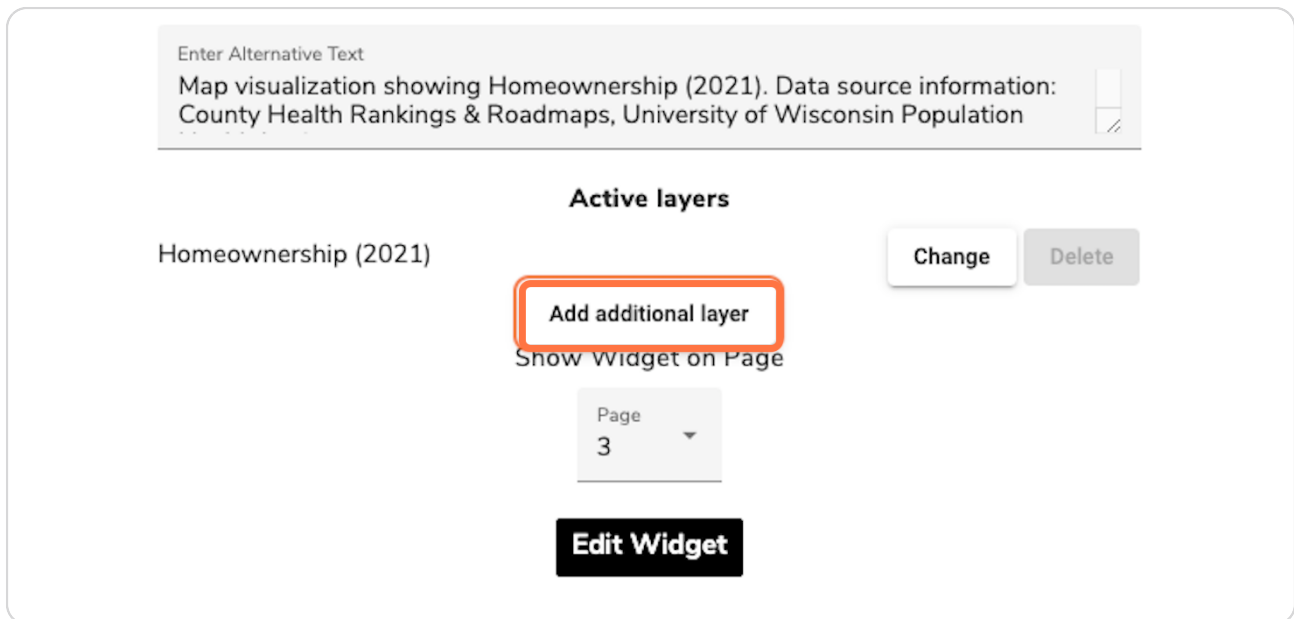 Enter Alternative Text
Map visualization showing Homeownership (2021). Data source information:
County Health Rankings & Roadmaps, University of Wisconsin Population
Active layers
Homeownership (2021)
Change
Delete
Add additional layer
Show Widget on Page
Page
3
Edit Widget